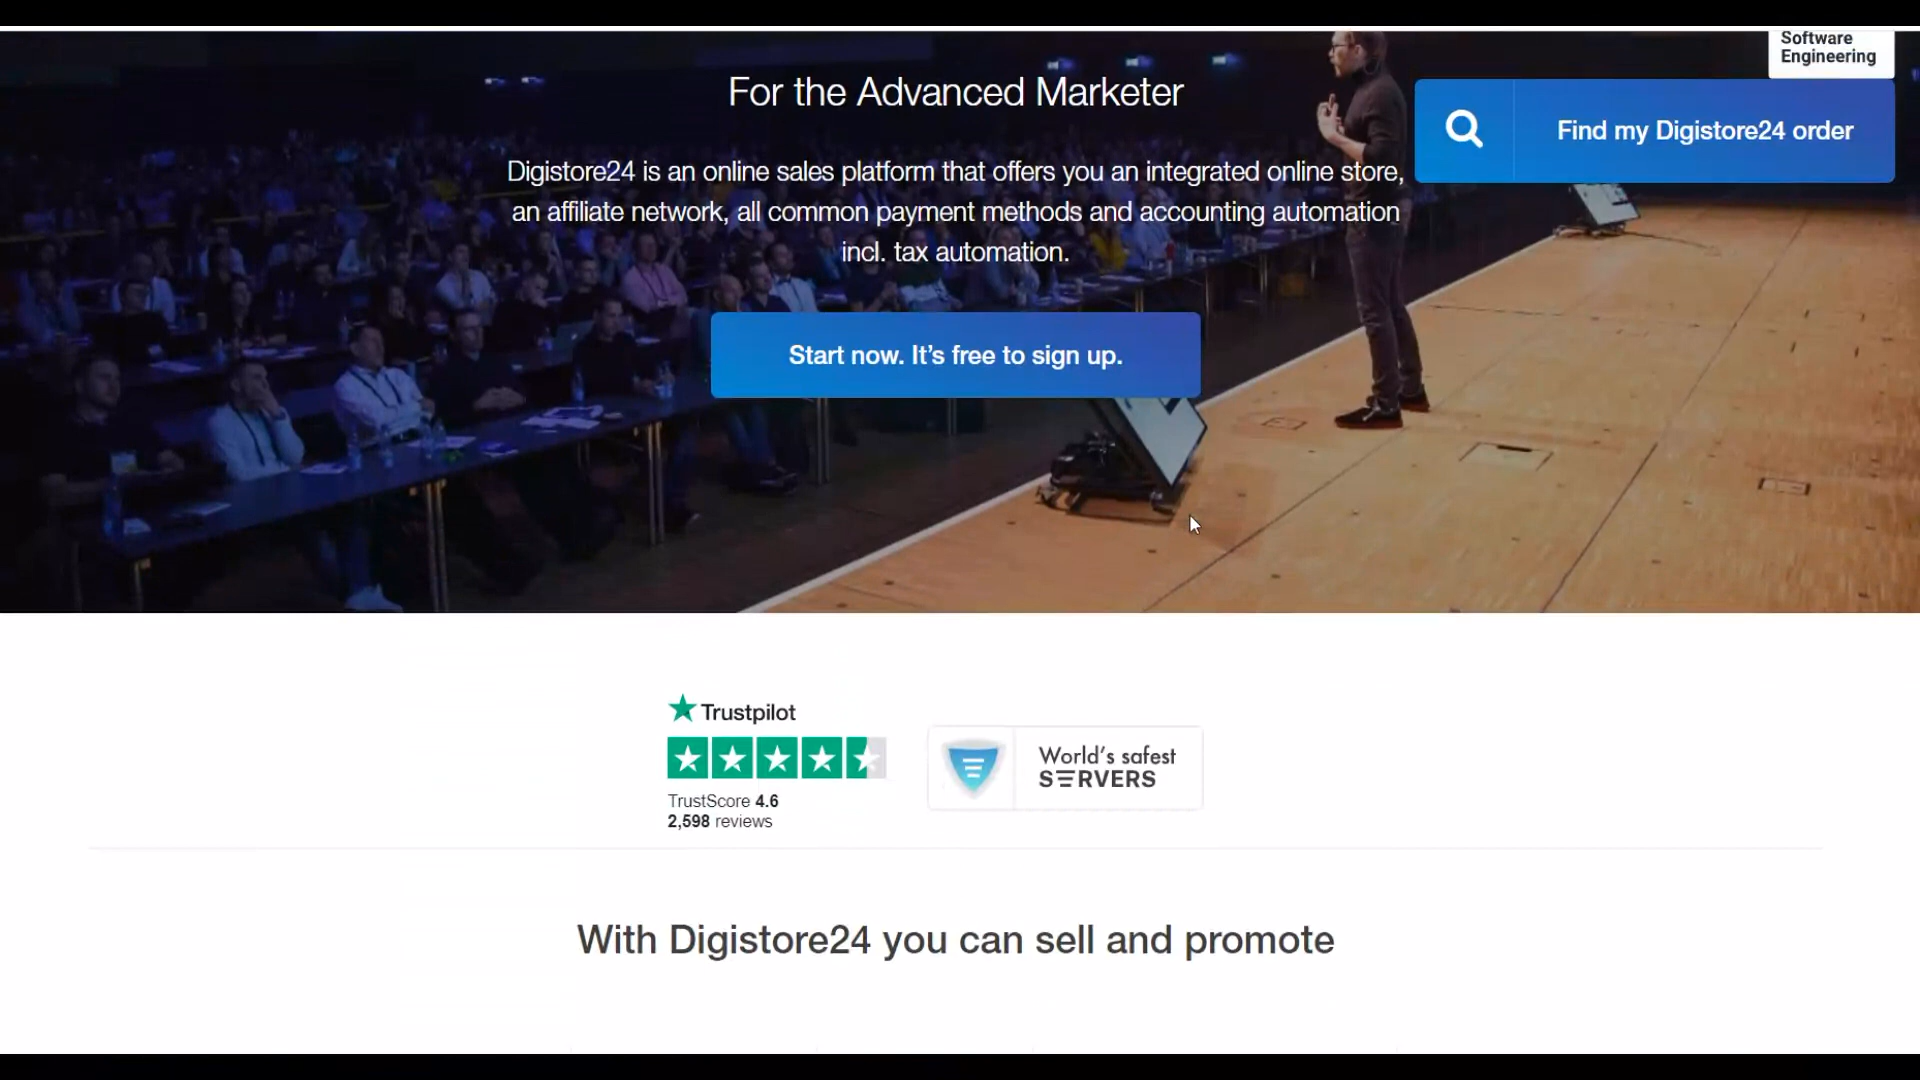 Software
Engineering
For the Advanced Marketer
Find my Digistore24 order
Digistore24 is an online sales platform that offers you an integrated online store,
an affiliate network, all common payment methods and accounting automation
incl. tax automation.
Start now. It’s free to sign up.
Trustpilot
World's safest
SERVERS
TrustScore 4.6
2,598 reviews
With Digistore24 you can sell and promote